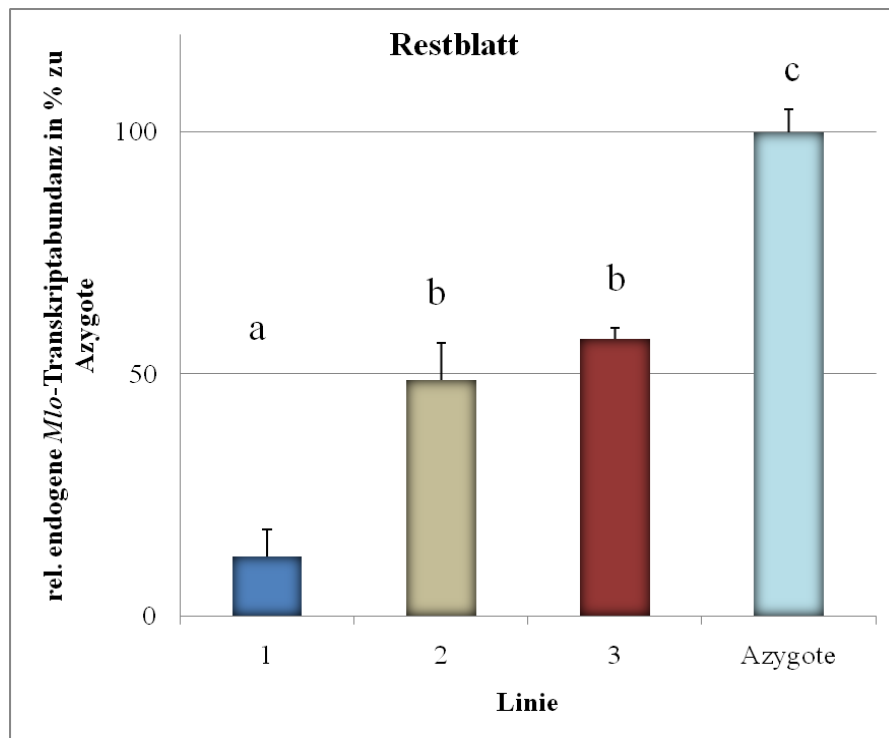 Restblatt
rel. endogene Mlo-Transkriptabundanz in % zu
Azygote
100
50
0
a
b
b
c
1
2
3
Azygote
Linie